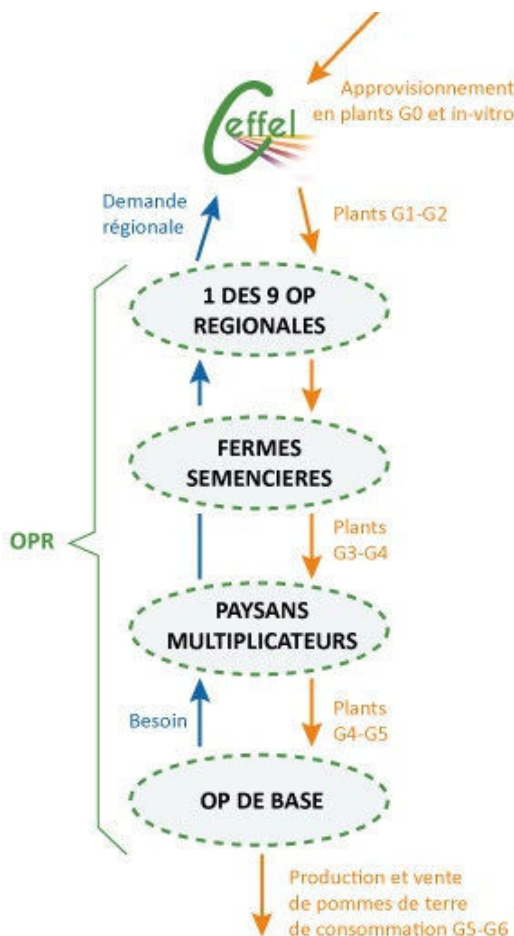 Approvisionnement
en plants G0 et in-vitro
Ceffel
Demande
régionale
Plants G1-G2
1 DES 9 OP
REGIONALES
FERMES
SEMENCIERES
OPR
Plants
G3-G4
PAYSANS
MULTIPLICATEURS
Besoin
Plants
G4-G5
OP DE BASE
Production et vente
de pommes de terre
de consommation G5-G6